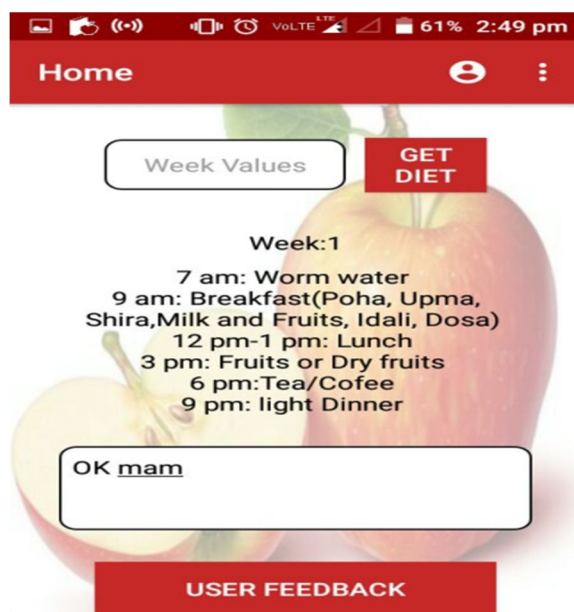 VoLTE LTE 61% 2:49 pm
Home
Week Values
GET
DIET
Week:1
7 am: Worm water
9 am: Breakfast(Poha, Upma,
Shira,Milk and Fruits, Idali, Dosa)
12 pm-1 pm: Lunch
3 pm: Fruits or Dry fruits
6 pm:Tea/Cofee
9 pm: light Dinner
OK mam
USER FEEDBACK